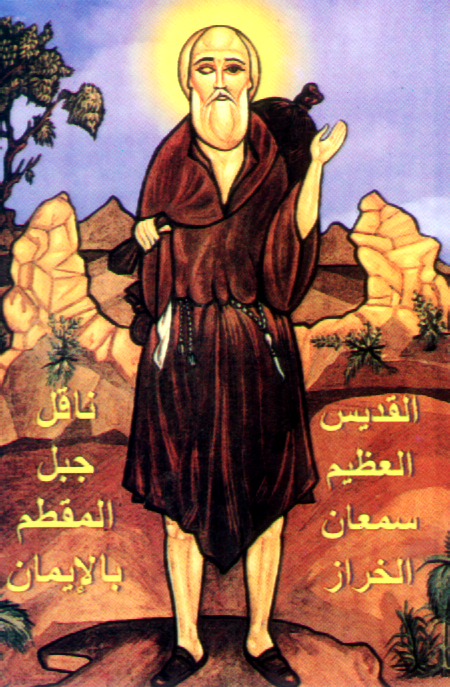 القديس
العظيم
سمعان
الخراز
ناقل
جبل
المقطم
بالإيمان